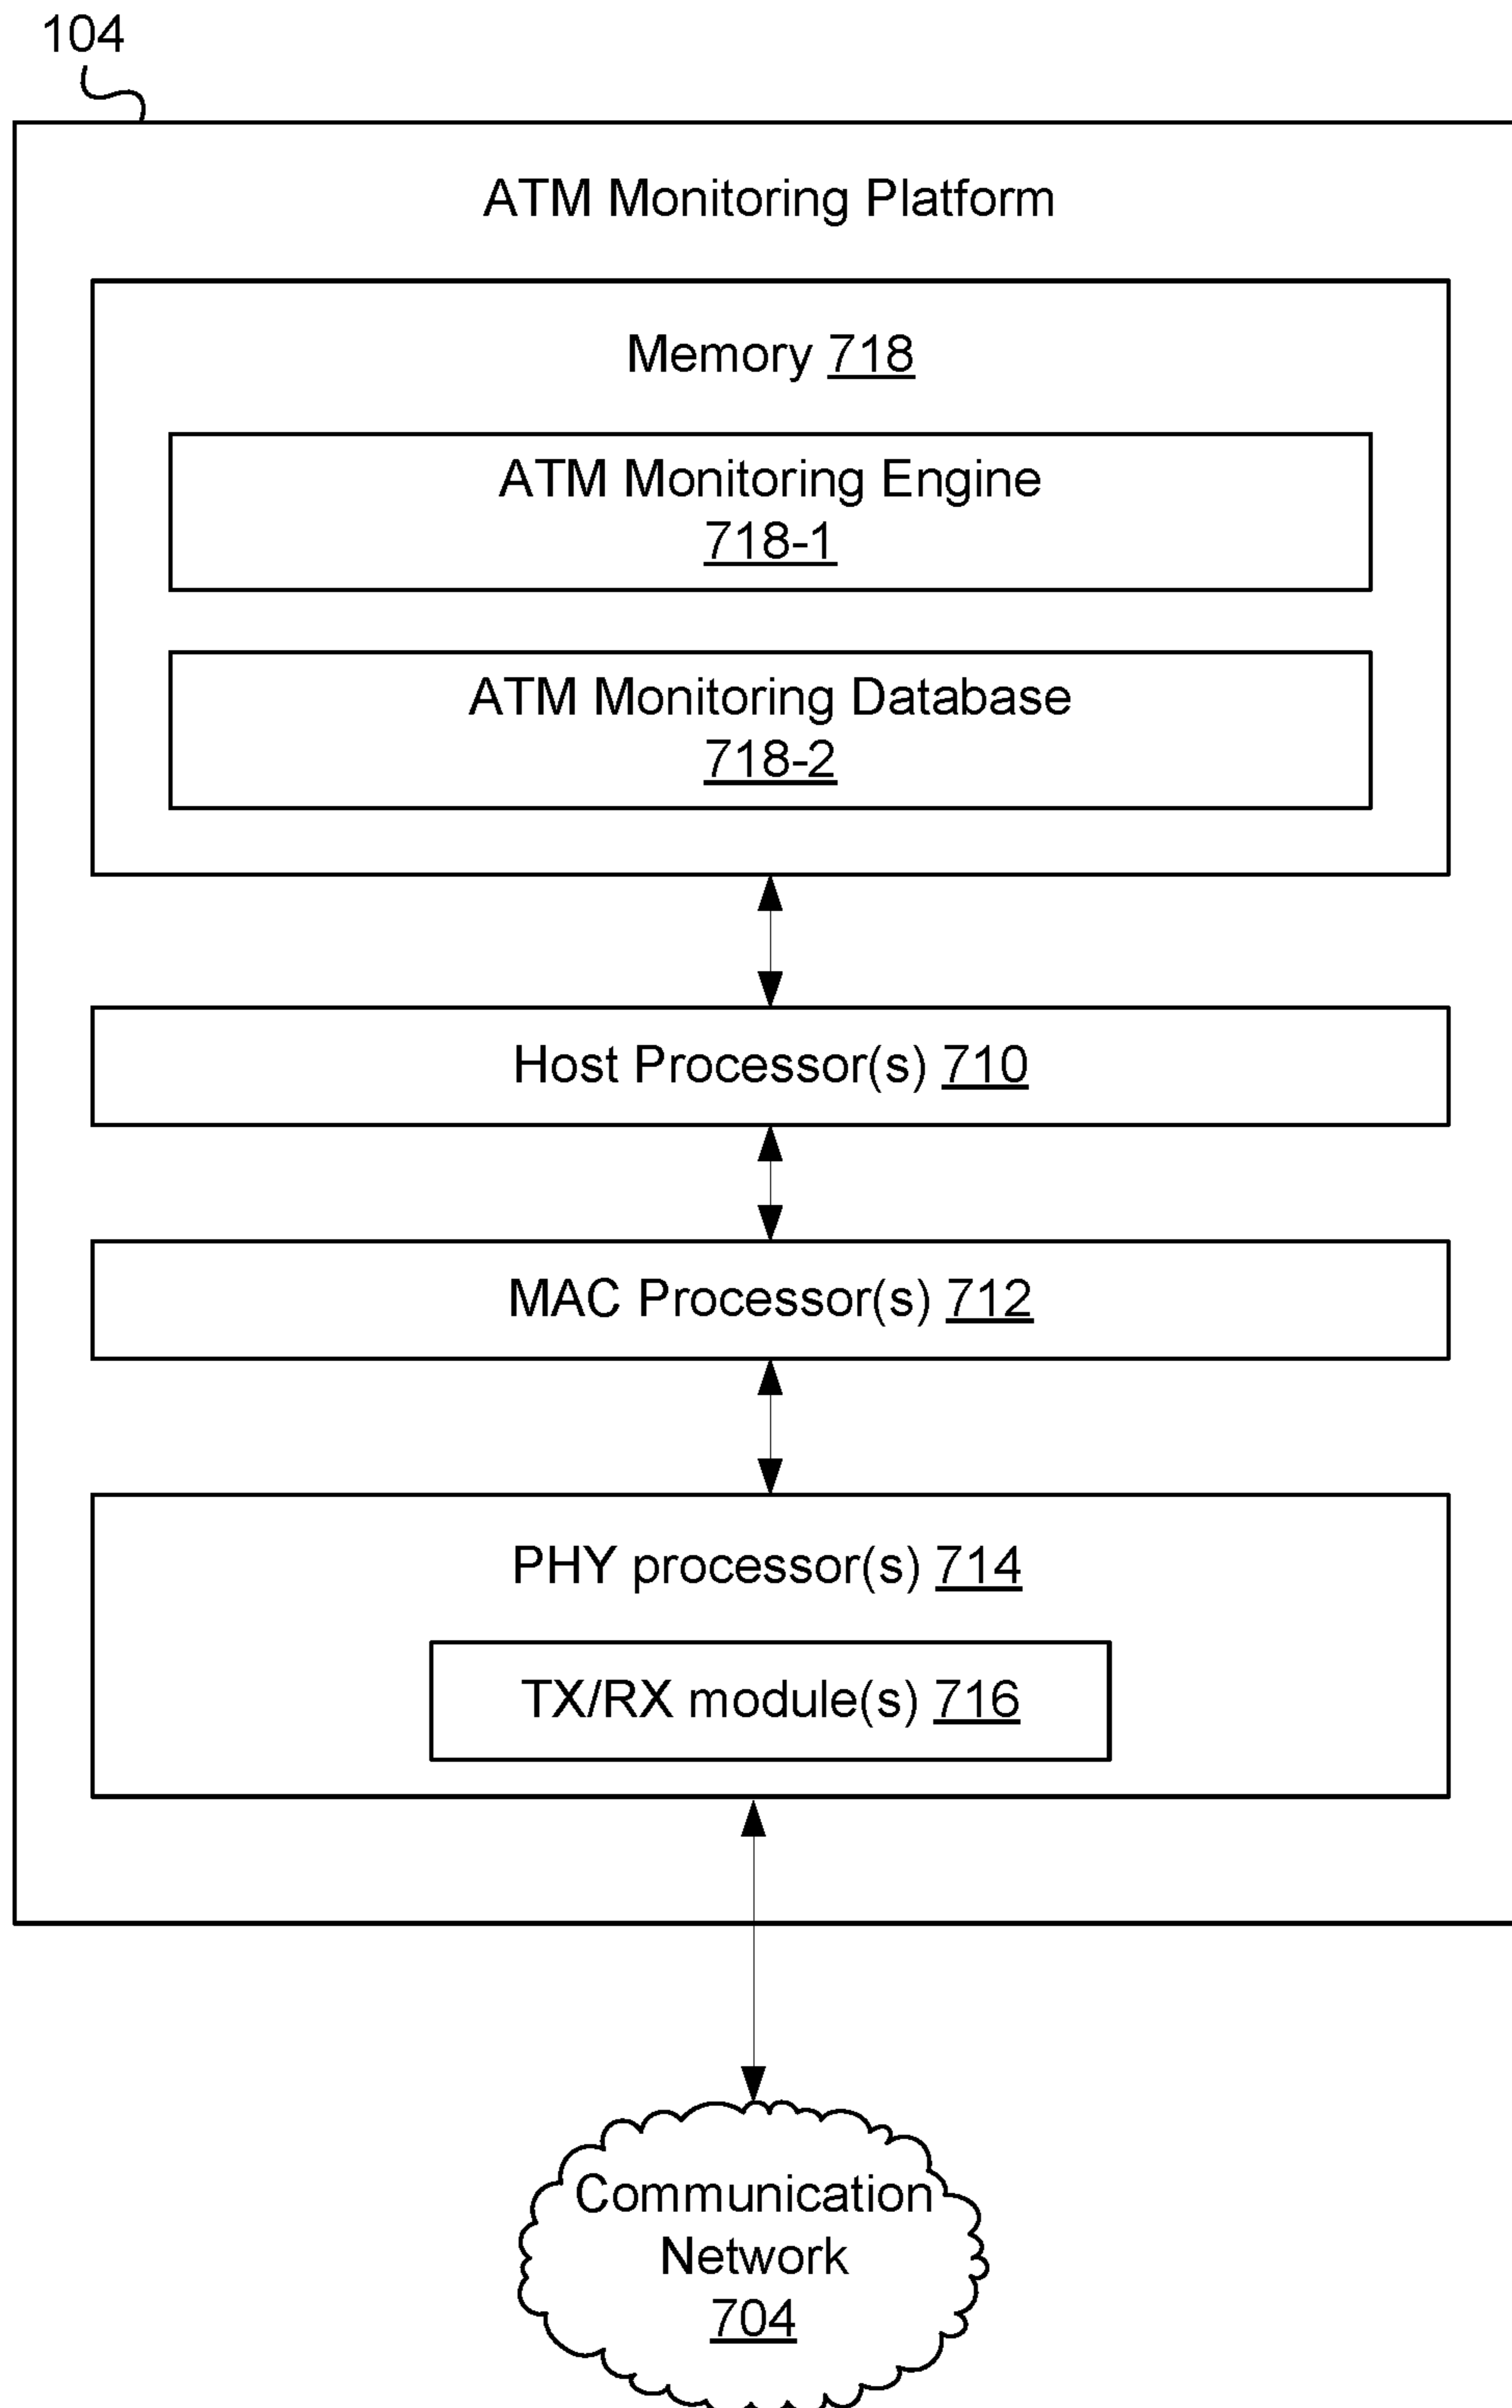 104
ATM Monitoring Platform
Memory 718
ATM Monitoring Engine
718-1
ATM Monitoring Database
718-2
Host Processor(s) 710
MAC Processor(s) 712
PHY processor(s) 714
TX/RX module(s) 716
Communication
Network
704